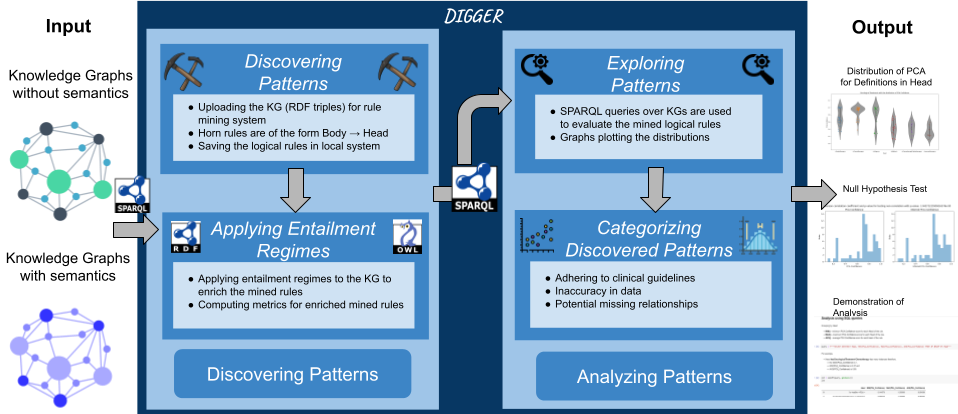 DIGGER
Input
Knowledge Graphs
without semantics
SPARQL
Knowledge Graphs
with semantics
Discovering
Patterns
• Uploading the KG (RDF triples) for rule
mining system
• Horn rules are of the form Body → Head
• Saving the logical rules in local system
RDF
OWL
Applying Entailment
Regimes
• Applying entailment regimes to the KG to
enrich the mined rules
• Computing metrics for enriched mined rules
Discovering Patterns
SPARQL
Exploring
Patterns
• SPARQL queries over KGs are used
to evaluate the mined logical rules
• Graphs plotting the distributions
Categorizing
Discovered Patterns
• Adhering to clinical guidelines
• Inaccuracy in data
• Potential missing relationships
Analyzing Patterns
Output
Distribution of PCA
for Definitions in Head
Null Hypothesis Test
Demonstration of
Analysis